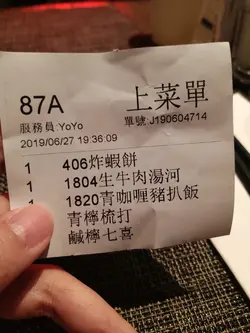 87A 上菜單
服務員:YoYo 單號 J190604714
2019/06/27 19:36:09
1 406炸蝦餅
1 1804生牛肉湯河
1 1820青咖喱豬扒飯
青檸梳打
鹹檸七喜